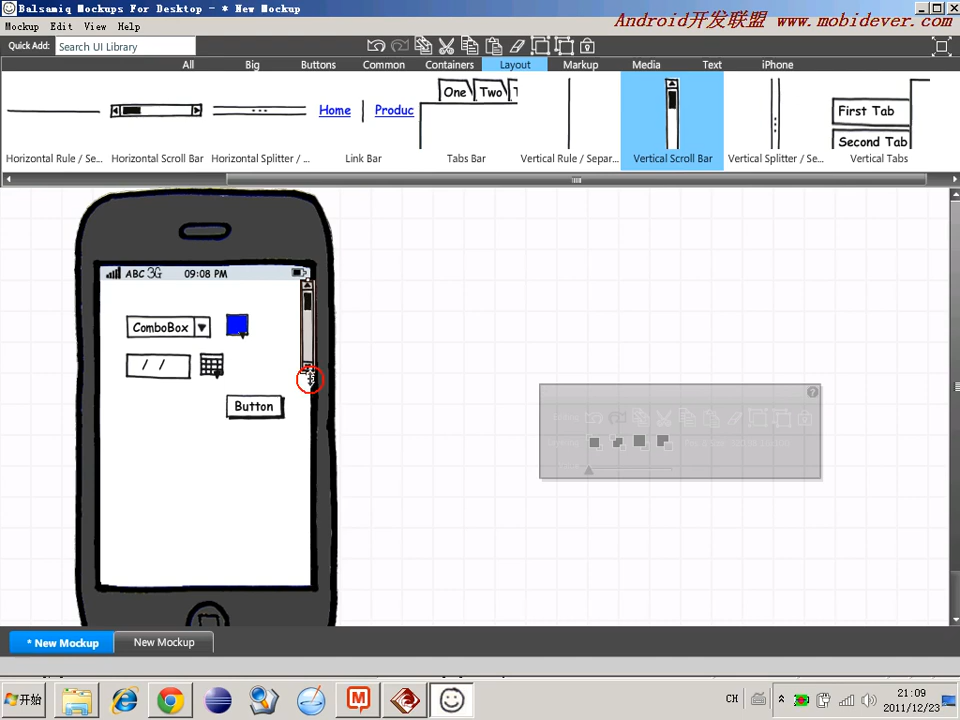 Balsamiq Mockups For Desktop - * New Mockup
Mockup Edit View Help
Android开发联盟 www.mobidever.com
Quick Add: Search UI Library
All Big Buttons Common Containers Layout Markup Media Text iPhone
Home Produc
One Two T
First Tab
Second Tab
Horizontal Rule / Se... Horizontal Scroll Bar Horizontal Splitter / ... Link Bar Tabs Bar Vertical Rule / Separ... Vertical Scroll Bar Vertical Splitter / Se... Vertical Tabs
ABC 3G 09:08 PM
ComboBox
/ /
Button
?
* New Mockup New Mockup
开始
CH
21:09
2011/12/23